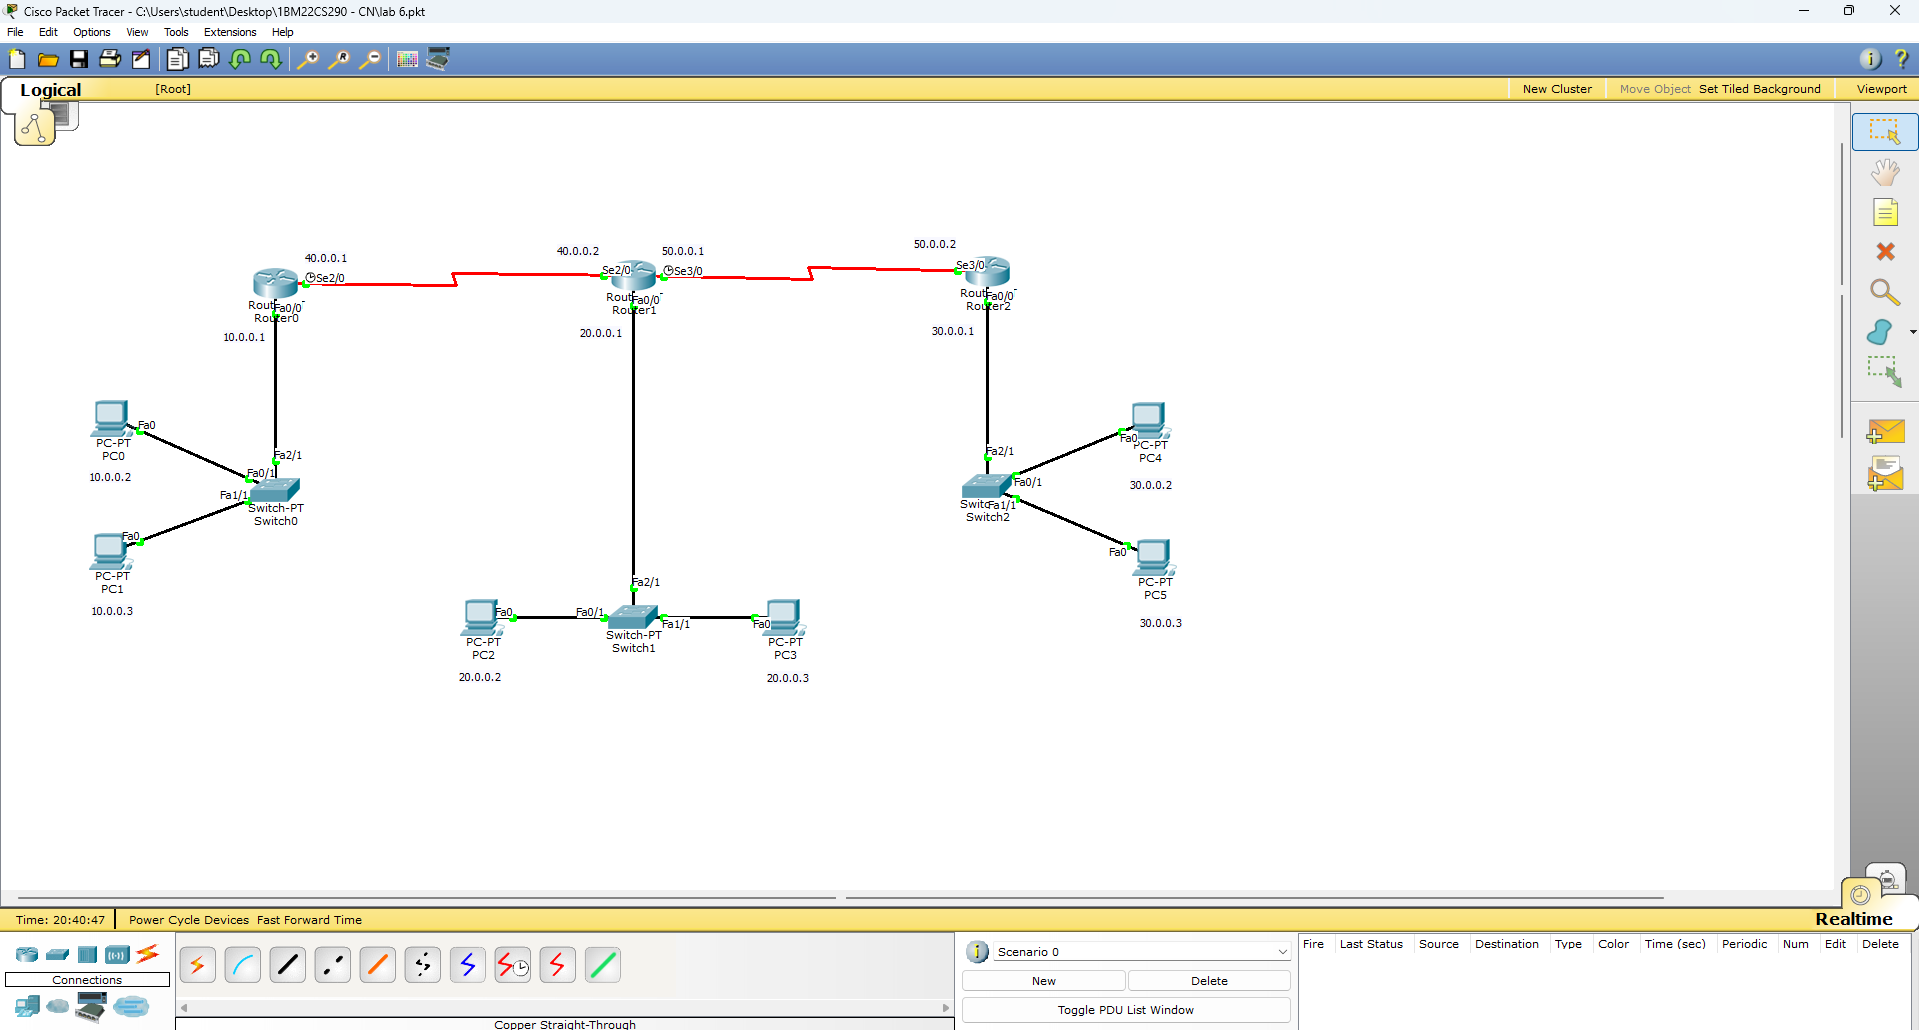 Cisco Packet Tracer - C:\Users\student\Desktop\1BM22CS290 - CN\lab 6.pkt
File Edit Options View Tools Extensions Help
Logical [Root] New Cluster Move Object Set Tiled Background Viewport
40.0.0.1
Se2/0
Fa0/0
Router0
10.0.0.1
40.0.0.2
50.0.0.1
Se2/0
Se3/0
Fa0/0
Router1
20.0.0.1
50.0.0.2
Se3/0
Fa0/0
Router2
30.0.0.1
Fa0
PC-PT
PC0
10.0.0.2
Fa2/1
Fa0/1
Fa1/1
Switch-PT
Switch0
Fa0
PC-PT
PC1
10.0.0.3
Fa2/1
Fa0/1
Fa1/1
Switch2
Fa0
PC-PT
PC4
30.0.0.2
Fa0
PC-PT
PC5
30.0.0.3
Fa0
PC-PT
PC2
20.0.0.2
Fa2/1
Fa0/1
Fa1/1
Switch-PT
Switch1
Fa0
PC-PT
PC3
20.0.0.3
Time: 20:40:47 Power Cycle Devices Fast Forward Time
Realtime
Connections
Copper Straight-Through
Scenario 0
New Delete
Toggle PDU List Window
Fire Last Status Source Destination Type Color Time (sec) Periodic Num Edit Delete